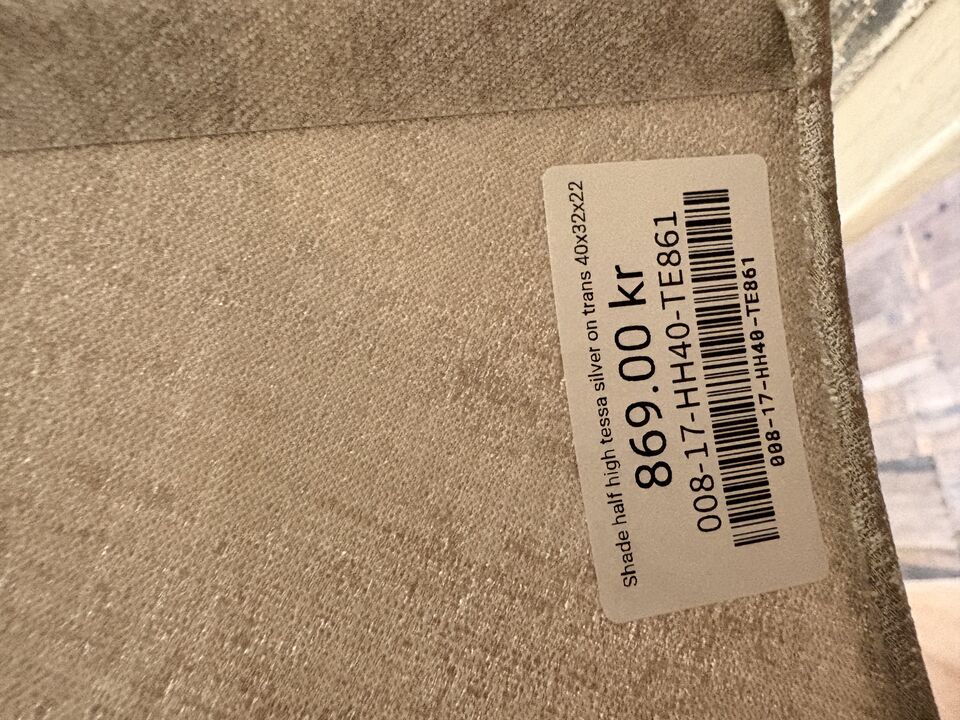 Shade half high tessa silver on trans 40x32x22
869.00 kr
008-17-HH40-TE861
008-17-HH40-TE861